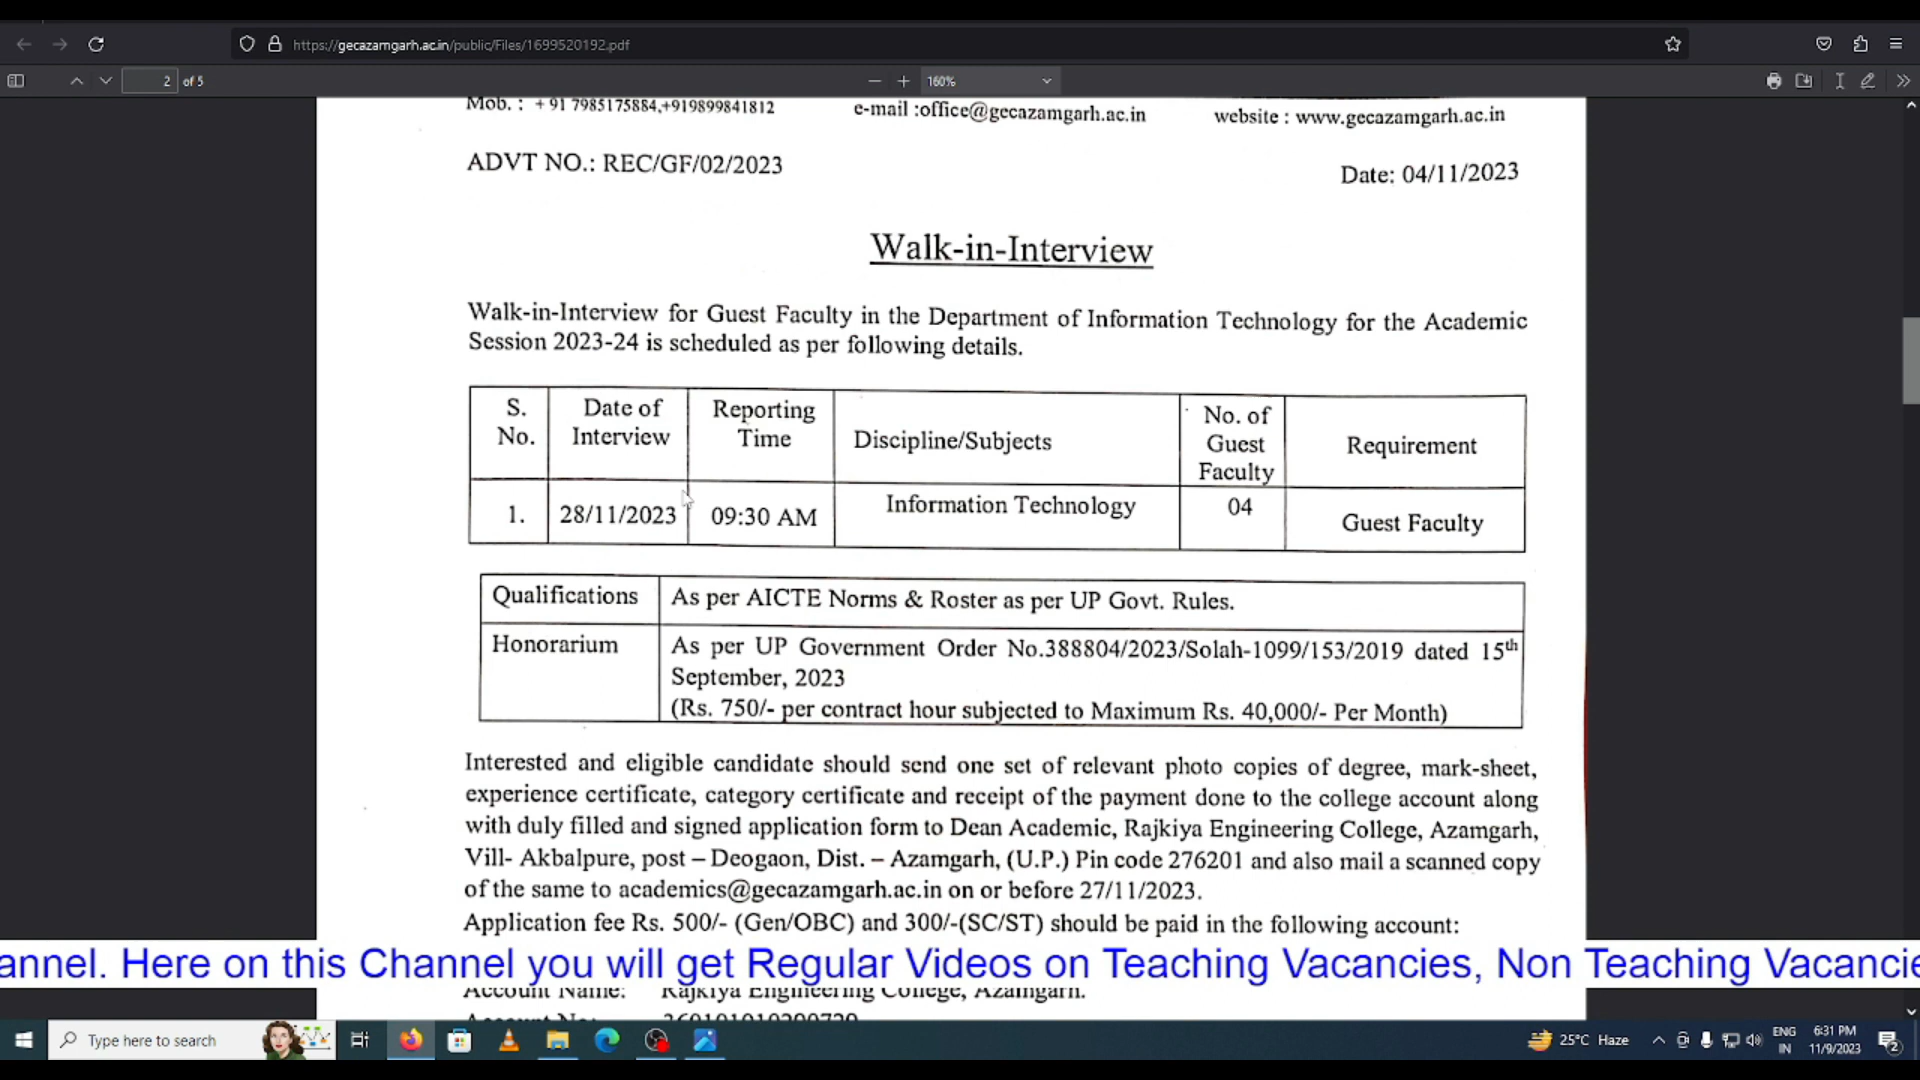 https://gecazamgarh.ac.in/public/Files/1699520192.pdf
2 of 5
160%
Mob. : + 91 7985175884,+919899841812 e-mail :office@gecazamgarh.ac.in website : www.gecazamgarh.ac.in
ADVT NO.: REC/GF/02/2023 Date: 04/11/2023
Walk-in-Interview
Walk-in-Interview for Guest Faculty in the Department of Information Technology for the Academic
Session 2023-24 is scheduled as per following details.
S. No. Date of Interview Reporting Time Discipline/Subjects No. of Guest Faculty Requirement
1. 28/11/2023 09:30 AM Information Technology 04 Guest Faculty
Qualifications As per AICTE Norms & Roster as per UP Govt. Rules.
Honorarium As per UP Government Order No.388804/2023/Solah-1099/153/2019 dated 15th
September, 2023
(Rs. 750/- per contract hour subjected to Maximum Rs. 40,000/- Per Month)
Interested and eligible candidate should send one set of relevant photo copies of degree, mark-sheet,
experience certificate, category certificate and receipt of the payment done to the college account along
with duly filled and signed application form to Dean Academic, Rajkiya Engineering College, Azamgarh,
Vill- Akbalpure, post – Deogaon, Dist. – Azamgarh, (U.P.) Pin code 276201 and also mail a scanned copy
of the same to academics@gecazamgarh.ac.in on or before 27/11/2023.
Application fee Rs. 500/- (Gen/OBC) and 300/-(SC/ST) should be paid in the following account:
annel. Here on this Channel you will get Regular Videos on Teaching Vacancies, Non Teaching Vacancie
Account Name: Rajkiya Engineering College, Azamgarh.
Type here to search
25°C Haze
ENG
IN
6:31 PM
11/9/2023
2